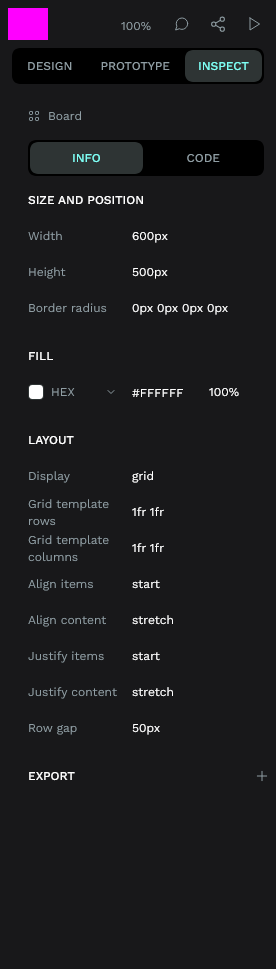 100%
DESIGN PROTOTYPE INSPECT
Board
INFO CODE
SIZE AND POSITION
Width 600px
Height 500px
Border radius 0px 0px 0px 0px
FILL
HEX #FFFFFF 100%
LAYOUT
Display grid
Grid template
rows 1fr 1fr
Grid template
columns 1fr 1fr
Align items start
Align content stretch
Justify items start
Justify content stretch
Row gap 50px
EXPORT